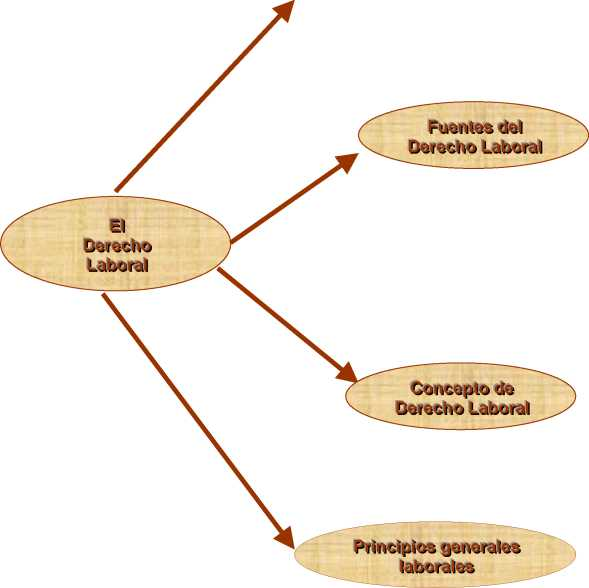 Fuentes del
Derecho Laboral
El
Derecho
Laboral
Concepto de
Derecho Laboral
Principios generales
laborales